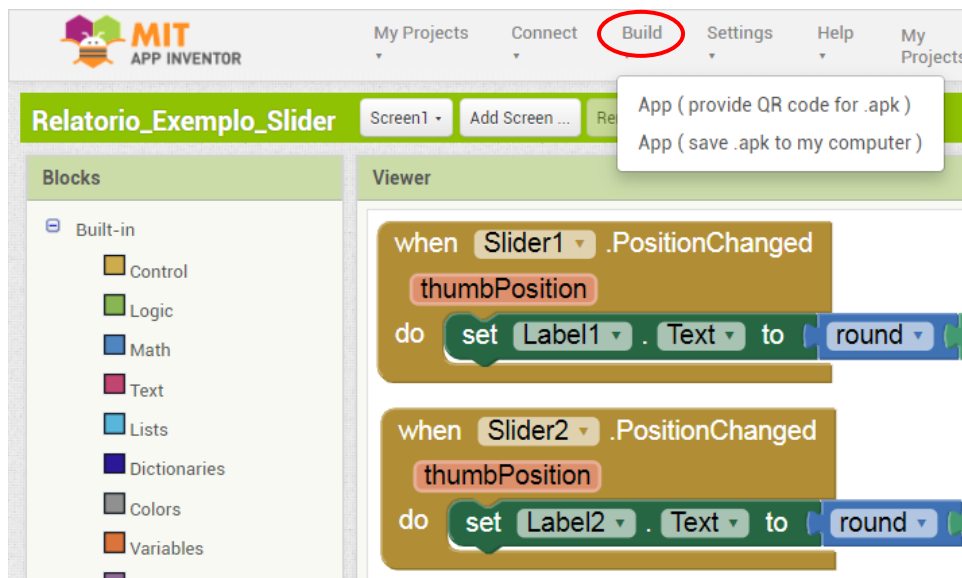 MIT
APP INVENTOR
My Projects
Connect
Build
Settings
Help
My
Projects
App ( provide QR code for .apk )
App ( save .apk to my computer )
Relatorio_Exemplo_Slider
Screen1
Add Screen ...
Blocks
Viewer
Built-in
Control
Logic
Math
Text
Lists
Dictionaries
Colors
Variables
when Slider1 .PositionChanged
thumbPosition
do set Label1 . Text to round
when Slider2 .PositionChanged
thumbPosition
do set Label2 . Text to round